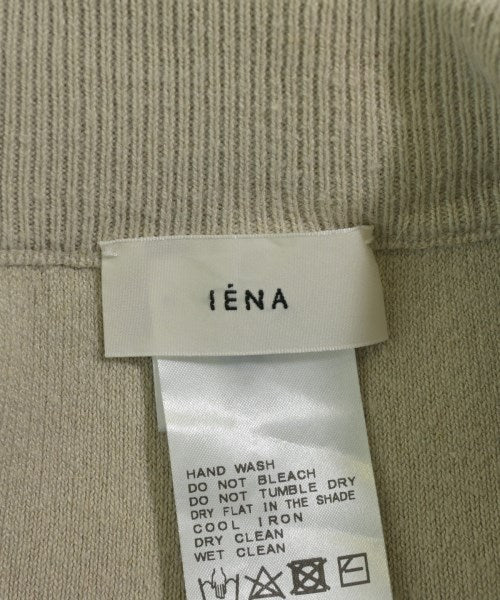 IÉNA
HAND WASH
DO NOT BLEACH
DO NOT TUMBLE DRY
DRY FLAT IN THE SHADE
COOL IRON
DRY CLEAN
WET CLEAN